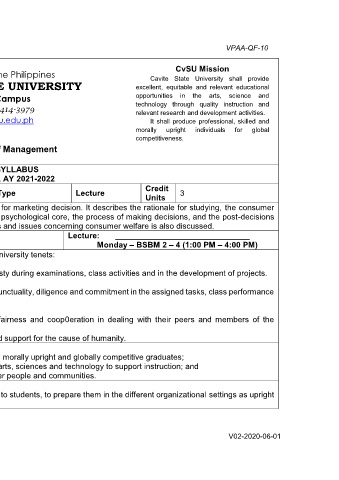 VPAA-QF-10
he Philippines
E UNIVERSITY
Campus
414-3979
u.edu.ph
f Management
CvSU Mission
Cavite State University shall provide
excellent, equitable and relevant educational
opportunities in the arts, science and
technology through quality instruction and
relevant research and development activities.
It shall produce professional, skilled and
morally upright individuals for global
competitiveness.
SYLLABUS
, AY 2021-2022
Type Lecture Credit Units 3
for marketing decision. It describes the rationale for studying, the consumer
psychological core, the process of making decisions, and the post-decisions
s and issues concerning consumer welfare is also discussed.
Lecture:
Monday – BSBM 2 – 4 (1:00 PM – 4:00 PM)
niversity tenets:
sty during examinations, class activities and in the development of projects.
unctuality, diligence and commitment in the assigned tasks, class performance
fairness and coop0eration in dealing with their peers and members of the
d support for the cause of humanity.
morally upright and globally competitive graduates;
arts, sciences and technology to support instruction; and
er people and communities.
to students, to prepare them in the different organizational settings as upright
V02-2020-06-01